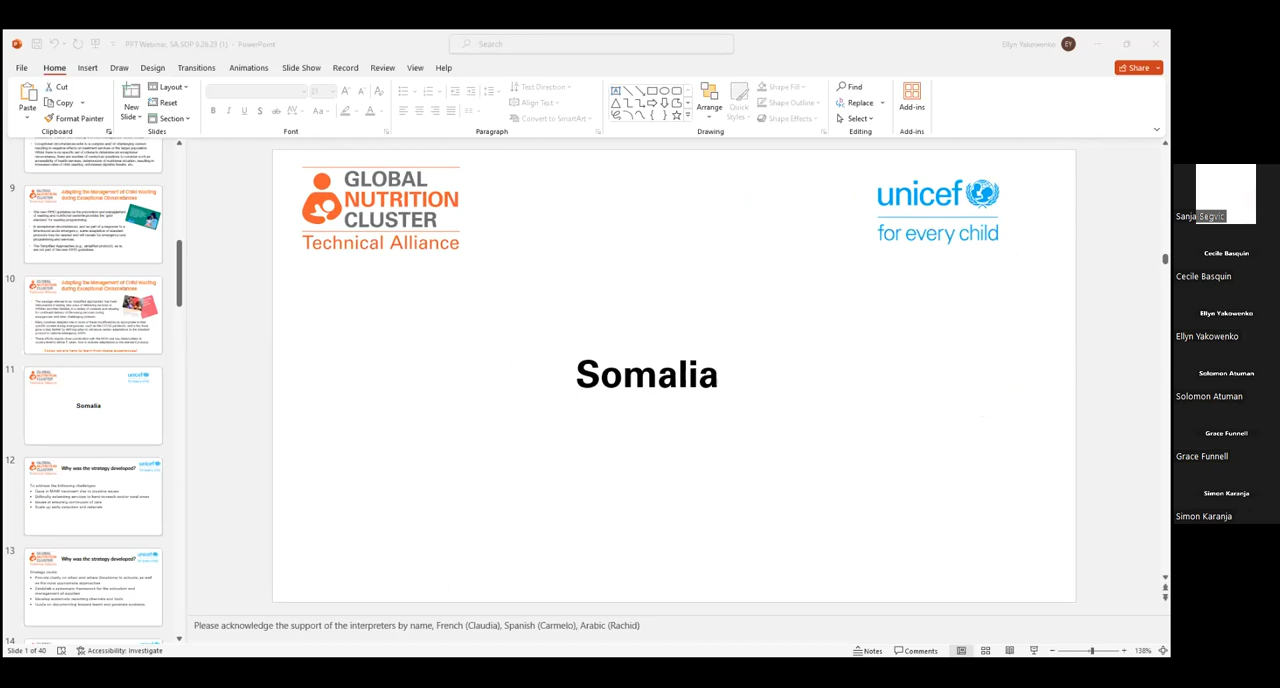 PPT Webinar, SA,SOP 9.26.23 (1) - PowerPoint
Search
Ellyn Yakowenko EY
File Home Insert Draw Design Transitions Animations Slide Show Record Review View Help
Share
Paste
Cut
Copy
Format Painter
Clipboard
New Slide
Layout
Reset
Section
Slides
Font
Text Direction
Align Text
Convert to SmartArt
Paragraph
Arrange
Quick Styles
Shape Fill
Shape Outline
Shape Effects
Drawing
Find
Replace
Select
Editing
Add-ins
Add-ins
9
Adapting the Management of Child Wasting
during Exceptional Circumstances
10
Adapting the Management of Child Wasting
during Exceptional Circumstances
11
Somalia
12
Why was the strategy developed?
To address the following challenges:
13
Why was the strategy developed?
14
GLOBAL
NUTRITION
CLUSTER
Technical Alliance
unicef
for every child
Somalia
Please acknowledge the support of the interpreters by name, French (Claudia), Spanish (Carmelo), Arabic (Rachid)
Slide 1 of 40
Accessibility: Investigate
Notes
Comments
138%
Sanja Segvic
Cecile Basquin
Cecile Basquin
Ellyn Yakowenko
Ellyn Yakowenko
Solomon Atuman
Solomon Atuman
Grace Funnell
Grace Funnell
Simon Karanja
Simon Karanja